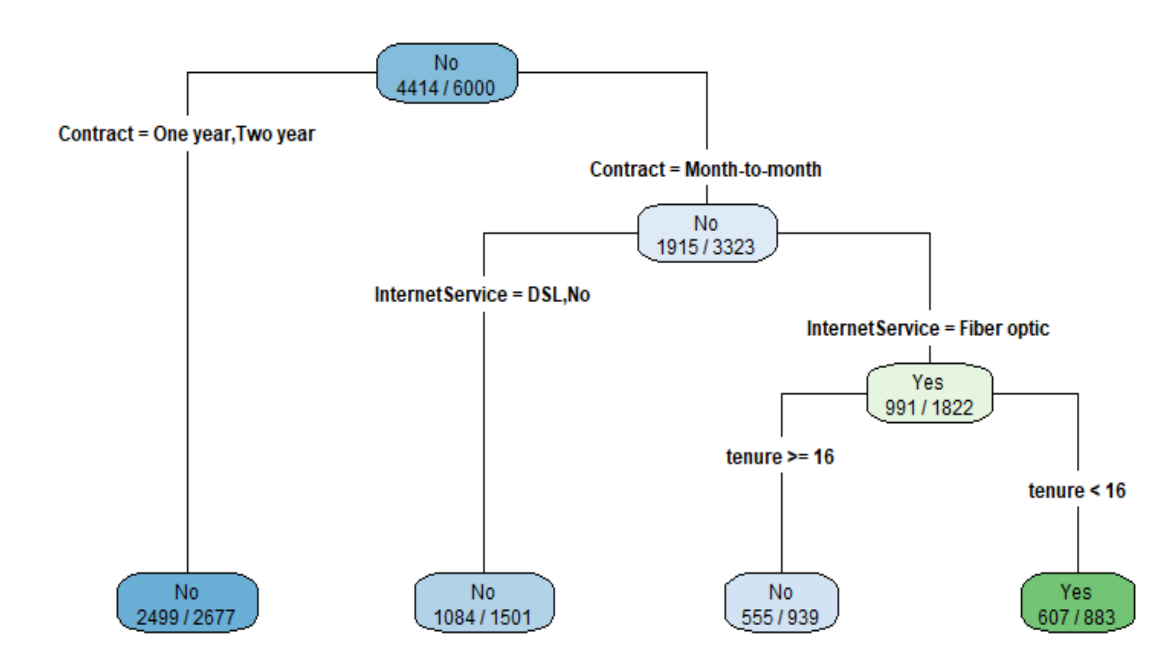 No
4414 / 6000
Contract = One year,Two year
Contract = Month-to-month
No
1915 / 3323
InternetService = DSL,No
InternetService = Fiber optic
Yes
991 / 1822
tenure >= 16
tenure < 16
No
2499 / 2677
No
1084 / 1501
No
555 / 939
Yes
607 / 883